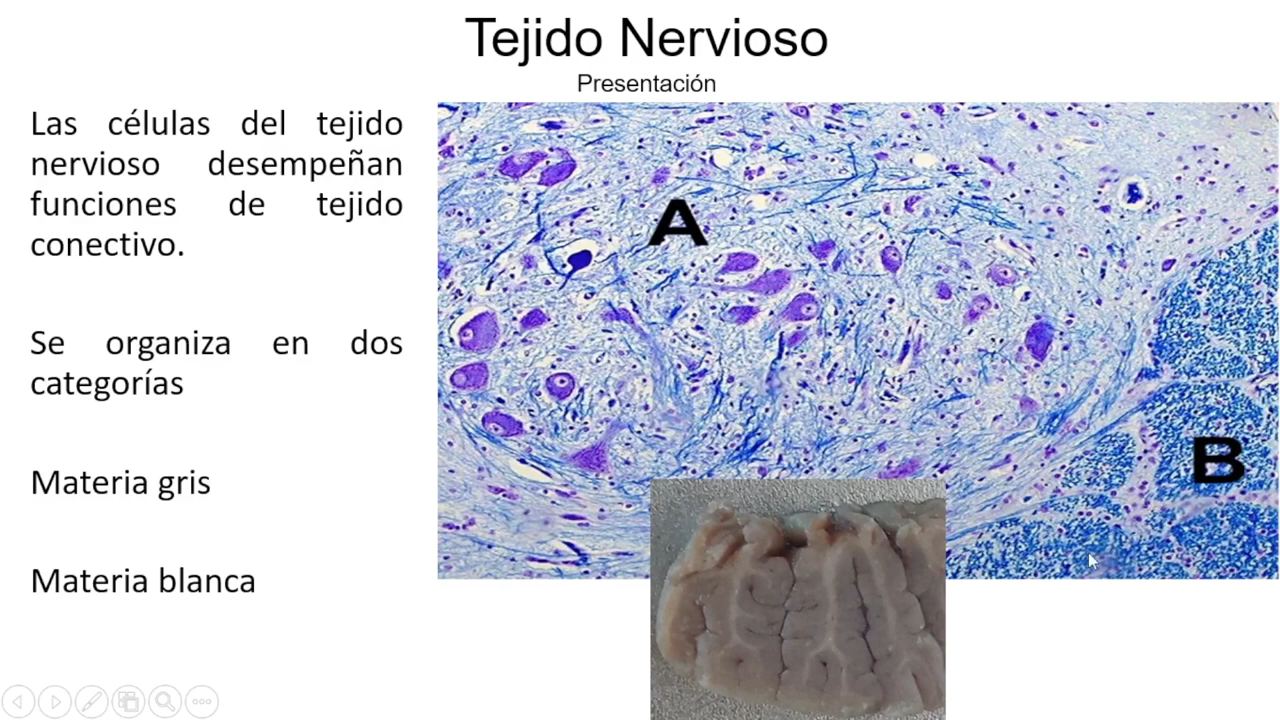 Tejido Nervioso
Presentación
Las células del tejido
nervioso desempeñan
funciones de tejido
conectivo.
Se organiza en dos
categorías
Materia gris
Materia blanca
A
B